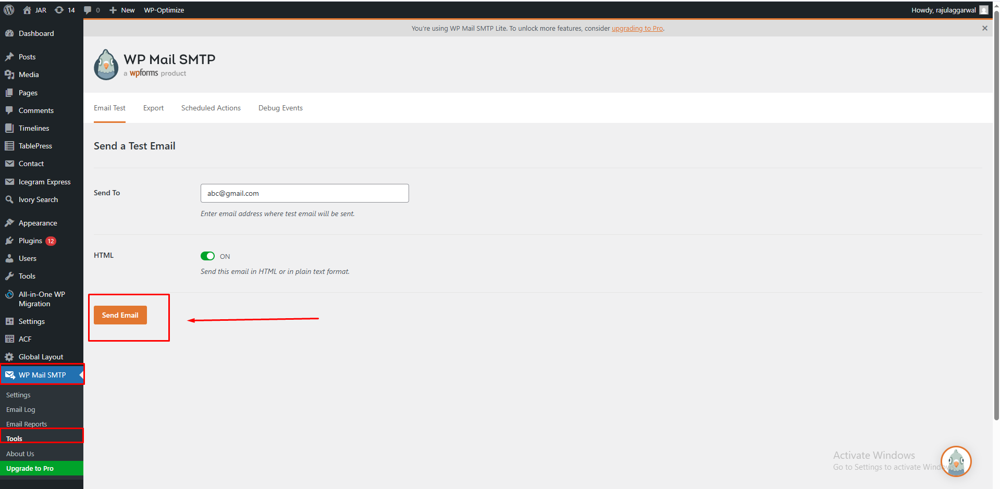 JAR 14 0 New WP-Optimize Howdy, rajulaggarwal
You're using WP Mail SMTP Lite. To unlock more features, consider upgrading to Pro.
Dashboard
Posts
Media
Pages
Comments
Timelines
TablePress
Contact
Icegram Express
Ivory Search
Appearance
Plugins 12
Users
Tools
All-in-One WP
Migration
Settings
ACF
Global Layout
WP Mail SMTP
Settings
Email Log
Email Reports
Tools
About Us
Upgrade to Pro
WP Mail SMTP
a wpforms product
Email Test Export Scheduled Actions Debug Events
Send a Test Email
Send To
abc@gmail.com
Enter email address where test email will be sent.
HTML
ON
Send this email in HTML or in plain text format.
Send Email
Activate Windows
Go to Settings to activate Windows